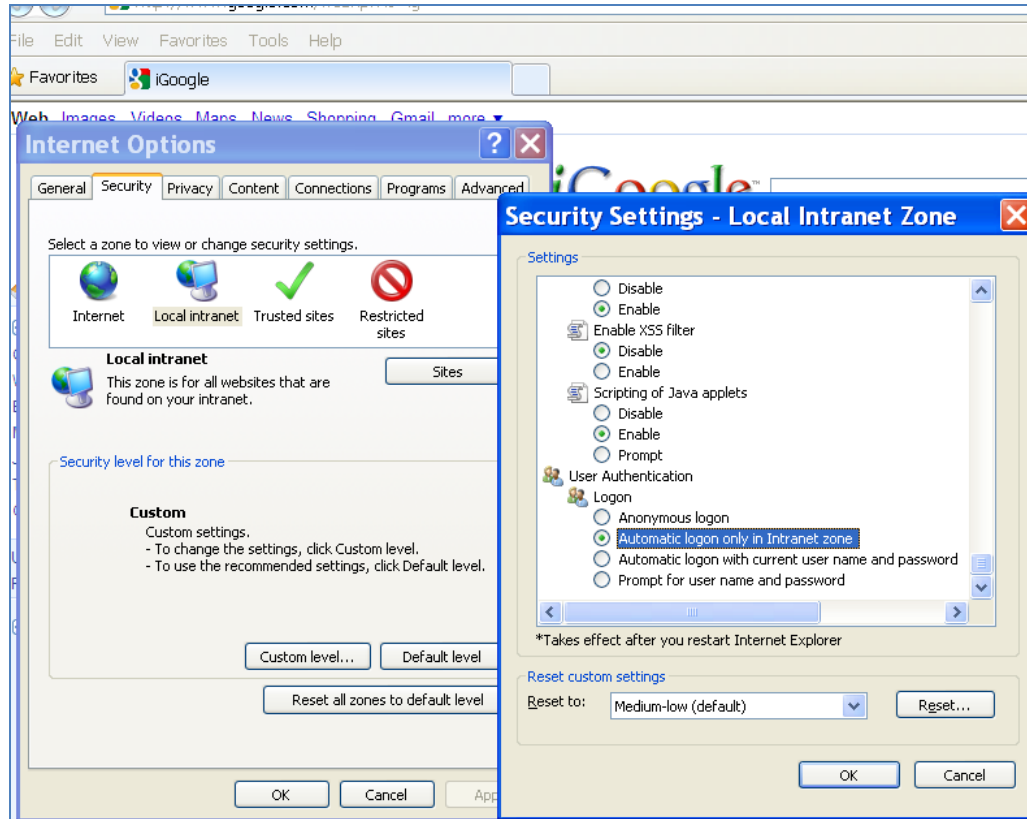 File Edit View Favorites Tools Help
Favorites iGoogle
Web Images Videos Maps News Shopping Gmail more ▼
Internet Options
General Security Privacy Content Connections Programs Advanced
Select a zone to view or change security settings.
Internet Local intranet Trusted sites Restricted sites
Local intranet
This zone is for all websites that are
found on your intranet.
Sites
Security level for this zone
Custom
Custom settings.
- To change the settings, click Custom level.
- To use the recommended settings, click Default level.
Custom level... Default level
Reset all zones to default level
OK Cancel App
iGoogle™
Security Settings - Local Intranet Zone
Settings
Disable
Enable
Enable XSS filter
Disable
Enable
Scripting of Java applets
Disable
Enable
Prompt
User Authentication
Logon
Anonymous logon
Automatic logon only in Intranet zone
Automatic logon with current user name and password
Prompt for user name and password
*Takes effect after you restart Internet Explorer
Reset custom settings
Reset to: Medium-low (default) Reset...
OK Cancel